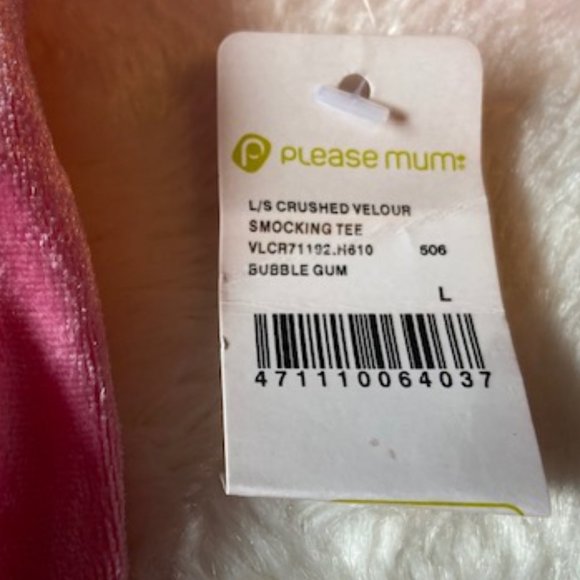 please mum
L/S CRUSHED VELOUR
SMOCKING TEE
VLCR71192.H610 506
BUBBLE GUM
L
471110064037